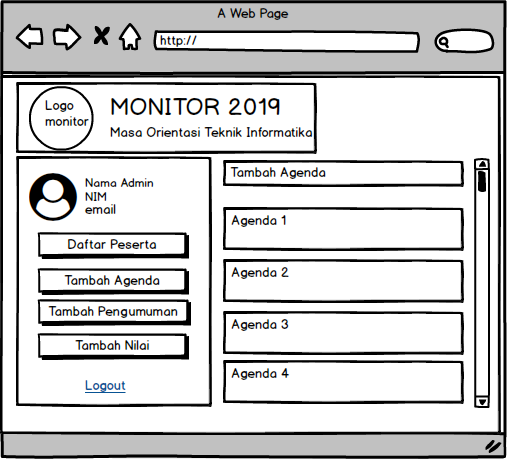 A Web Page
http://
Logo
monitor
MONITOR 2019
Masa Orientasi Teknik Informatika
Nama Admin
NIM
email
Daftar Peserta
Tambah Agenda
Tambah Pengumuman
Tambah Nilai
Logout
Tambah Agenda
Agenda 1
Agenda 2
Agenda 3
Agenda 4